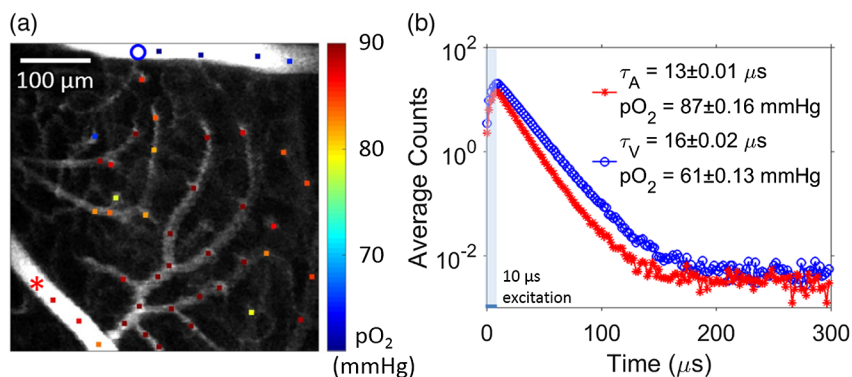 (a)
100 μm
*
90
80
70
pO2
(mmHg)
(b)
Average Counts
10^2
10^0
10^-2
τA = 13±0.01 μs
pO2 = 87±0.16 mmHg
τV = 16±0.02 μs
pO2 = 61±0.13 mmHg
10 μs
excitation
0
100
200
300
Time (μs)